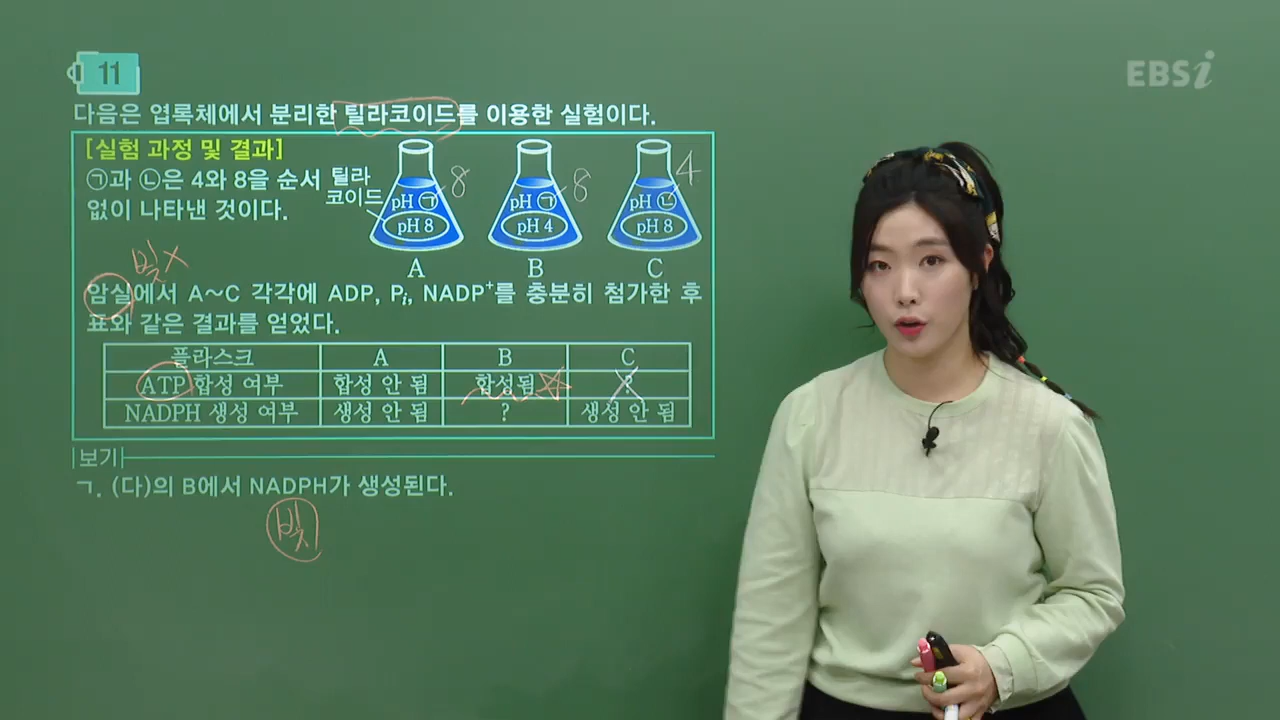 11
EBSi
다음은 엽록체에서 분리한 틸라코이드를 이용한 실험이다.
[실험 과정 및 결과]
㉠과 ㉡은 4와 8을 순서
없이 나타낸 것이다.
틸라
코이드
pH ㉠ 8
pH 8
A
pH ㉠ 8
pH 4
B
pH ㉡ 4
pH 8
C
빛 X
암실에서 A~C 각각에 ADP, Pi, NADP+를 충분히 첨가한 후
표와 같은 결과를 얻었다.
플라스크 A B C
ATP 합성 여부 합성 안 됨 합성됨 ?
NADPH 생성 여부 생성 안 됨 ? 생성 안 됨
보기
ㄱ. (다)의 B에서 NADPH가 생성된다.
빛